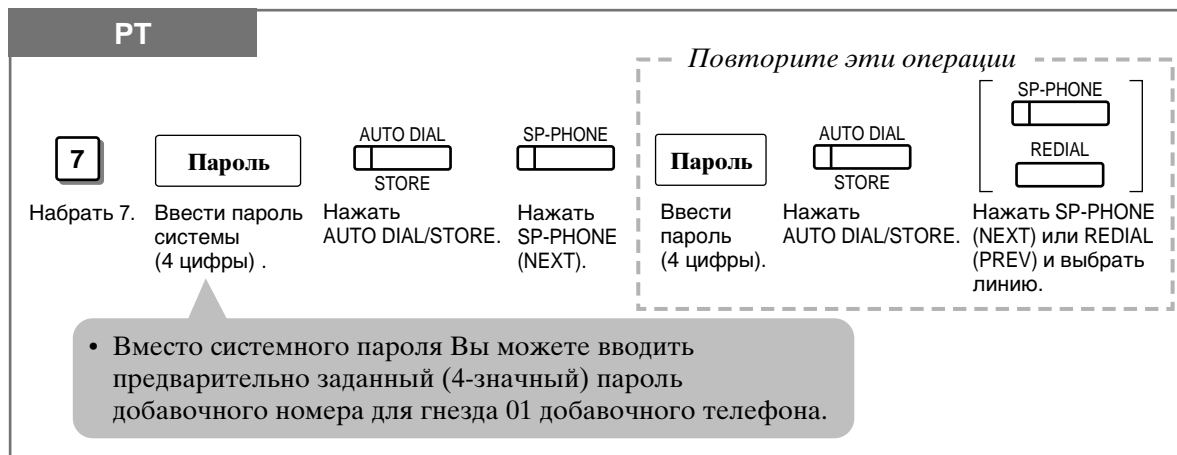 РТ
Повторите эти операции
7
Набрать 7.
Пароль
Ввести пароль
системы
(4 цифры) .
AUTO DIAL
STORE
Нажать
AUTO DIAL/STORE.
SP-PHONE
Нажать
SP-PHONE
(NEXT).
Пароль
Ввести
пароль
(4 цифры).
AUTO DIAL
STORE
Нажать
AUTO DIAL/STORE.
SP-PHONE
REDIAL
Нажать SP-PHONE
(NEXT) или REDIAL
(PREV) и выбрать
линию.
• Вместо системного пароля Вы можете вводить
предварительно заданный (4-значный) пароль
добавочного номера для гнезда 01 добавочного телефона.